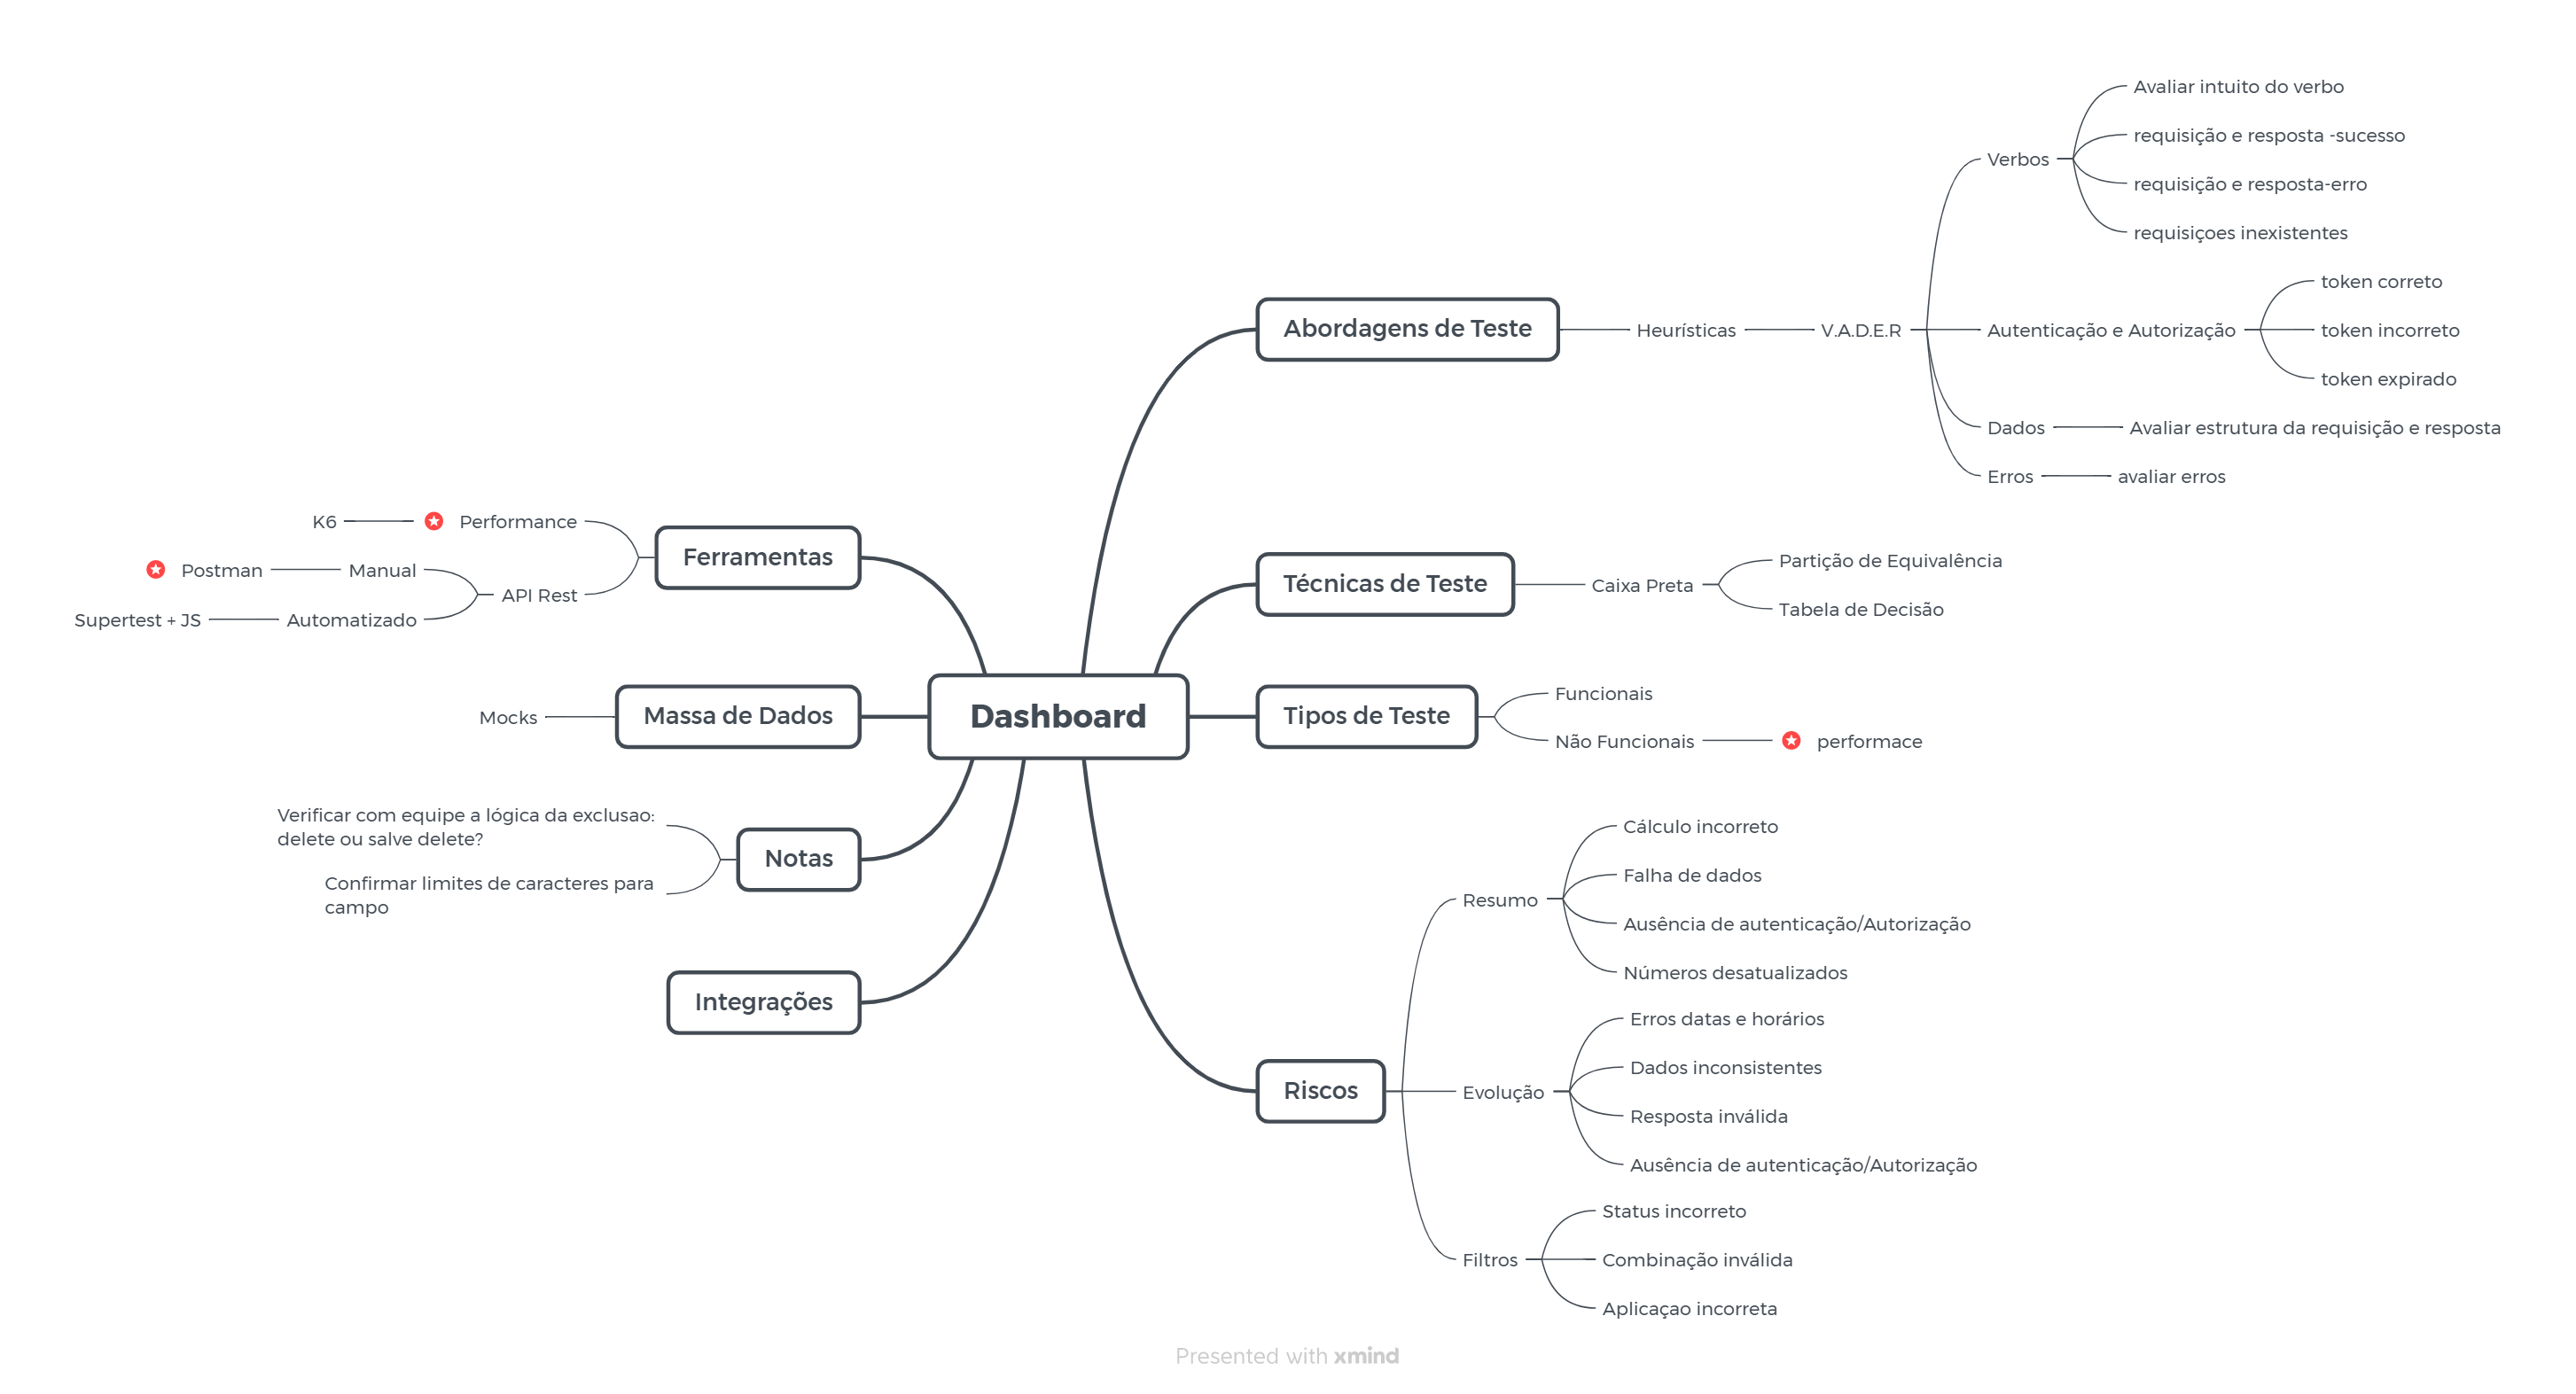 Dashboard
Abordagens de Teste
Heurísticas
V.A.D.E.R
Verbos
Avaliar intuito do verbo
requisição e resposta -sucesso
requisição e resposta-erro
requisiçoes inexistentes
Autenticação e Autorização
token correto
token incorreto
token expirado
Dados
Avaliar estrutura da requisição e resposta
Erros
avaliar erros
Técnicas de Teste
Caixa Preta
Partição de Equivalência
Tabela de Decisão
Tipos de Teste
Funcionais
Não Funcionais
performace
Riscos
Resumo
Cálculo incorreto
Falha de dados
Ausência de autenticação/Autorização
Números desatualizados
Evolução
Erros datas e horários
Dados inconsistentes
Resposta inválida
Ausência de autenticação/Autorização
Filtros
Status incorreto
Combinação inválida
Aplicaçao incorreta
Ferramentas
Performance
K6
API Rest
Manual
Postman
Automatizado
Supertest + JS
Massa de Dados
Mocks
Notas
Verificar com equipe a lógica da exclusao:
delete ou salve delete?
Confirmar limites de caracteres para
campo
Integrações
Presented with xmind